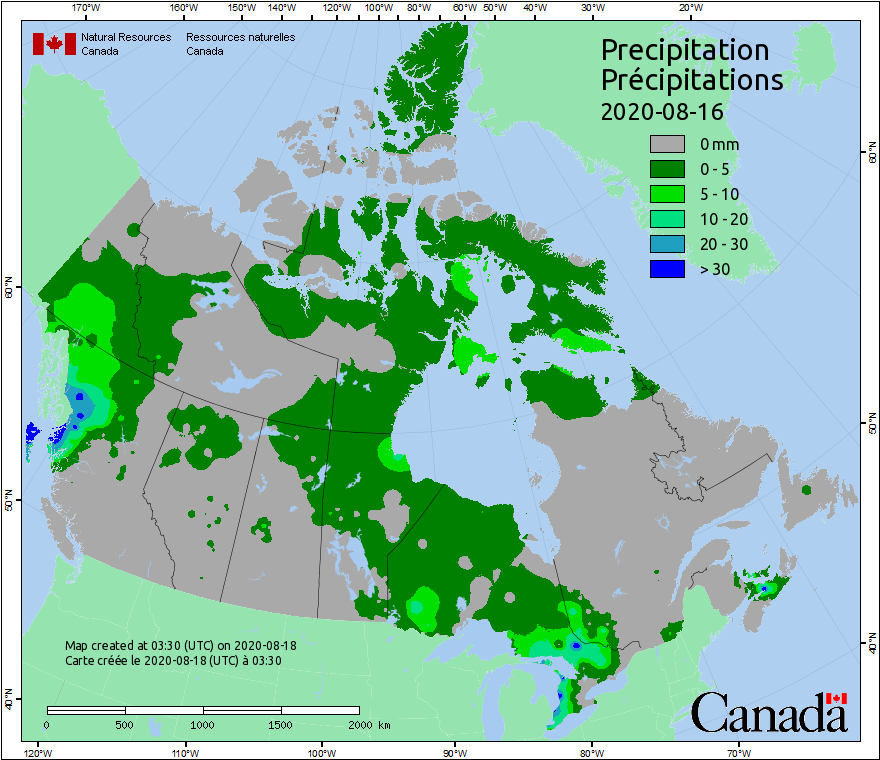 170°W 160°W 150°W 140°W 130°W 120°W 110°W 100°W 90°W 80°W 60°W 50°W 40°W 30°W 20°W
Natural Resources Ressources naturelles
Canada Canada
Precipitation
Précipitations
2020-08-16
0 mm
0 - 5
5 - 10
10 - 20
20 - 30
> 30
60°N
60°N
50°N
50°N
40°N
40°N
Map created at 03:30 (UTC) on 2020-08-18
Carte créée le 2020-08-18 (UTC) à 03:30
0 500 1000 1500 2000 km
Canada
120°W 110°W 100°W 90°W 80°W 70°W